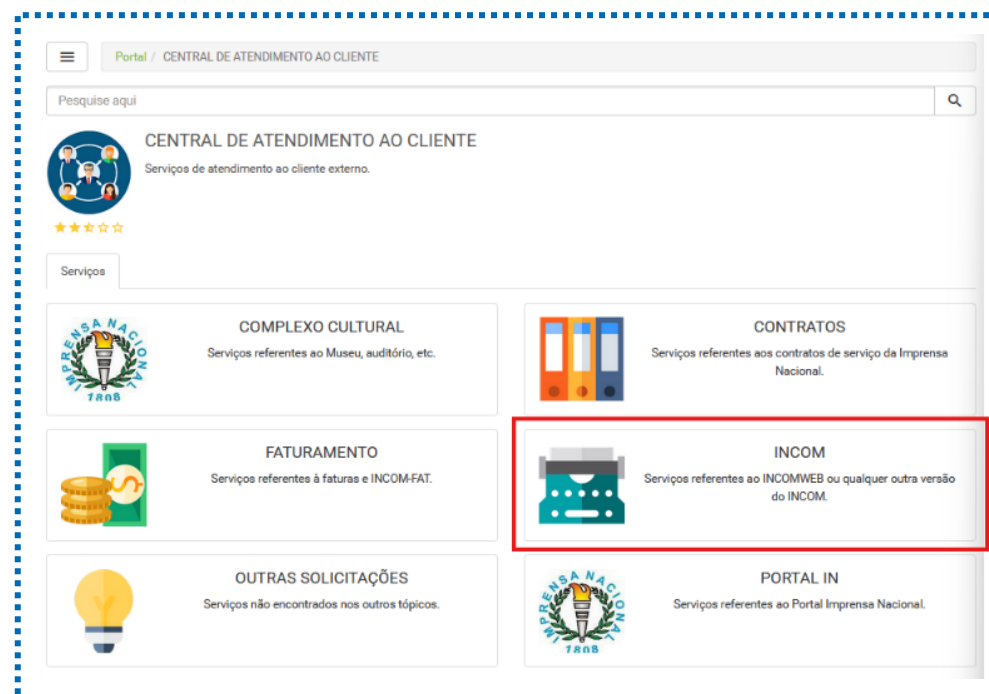 Portal / CENTRAL DE ATENDIMENTO AO CLIENTE
Pesquise aqui
CENTRAL DE ATENDIMENTO AO CLIENTE
Serviços de atendimento ao cliente externo.
Serviços
IMPRENSA NACIONAL
1808
COMPLEXO CULTURAL
Serviços referentes ao Museu, auditório, etc.
CONTRATOS
Serviços referentes aos contratos de serviço da Imprensa
Nacional.
FATURAMENTO
Serviços referentes à faturas e INCOM-FAT.
INCOM
Serviços referentes ao INCOMWEB ou qualquer outra versão
do INCOM.
OUTRAS SOLICITAÇÕES
Serviços não encontrados nos outros tópicos.
IMPRENSA NACIONAL
1808
PORTAL IN
Serviços referentes ao Portal Imprensa Nacional.